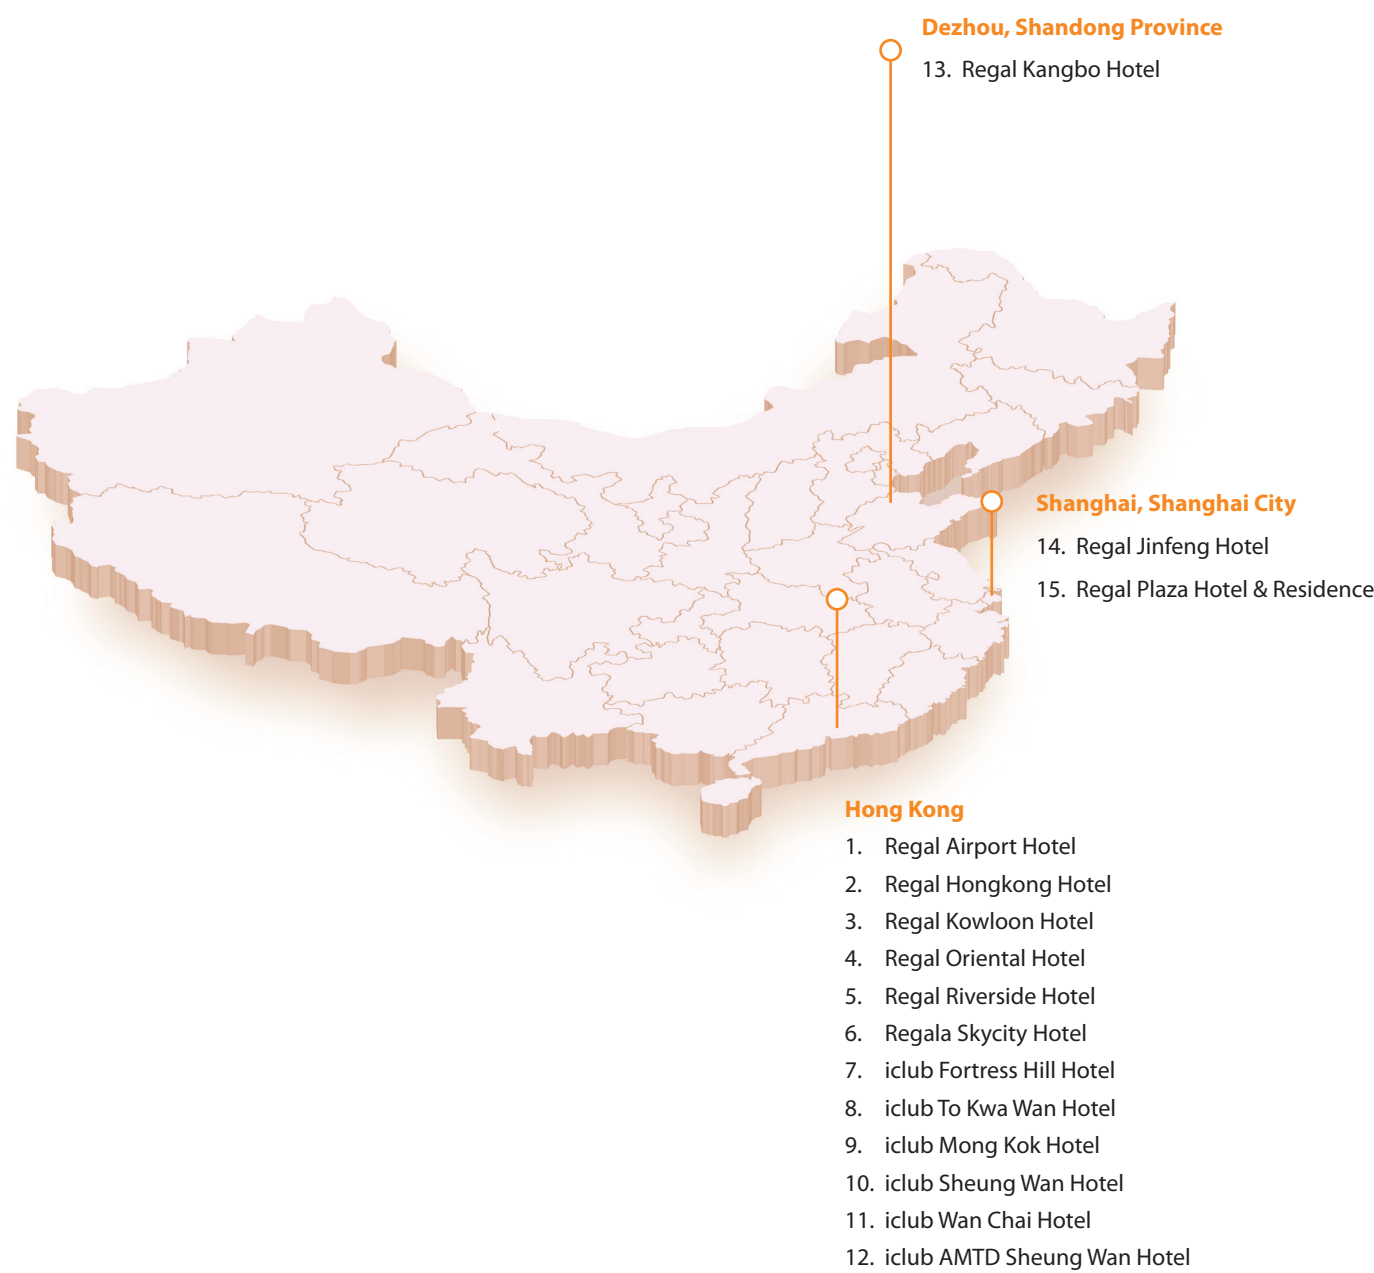 Dezhou, Shandong Province
13. Regal Kangbo Hotel
Shanghai, Shanghai City
14. Regal Jinfeng Hotel
15. Regal Plaza Hotel & Residence
Hong Kong
1. Regal Airport Hotel
2. Regal Hongkong Hotel
3. Regal Kowloon Hotel
4. Regal Oriental Hotel
5. Regal Riverside Hotel
6. Regala Skycity Hotel
7. iclub Fortress Hill Hotel
8. iclub To Kwa Wan Hotel
9. iclub Mong Kok Hotel
10. iclub Sheung Wan Hotel
11. iclub Wan Chai Hotel
12. iclub AMTD Sheung Wan Hotel